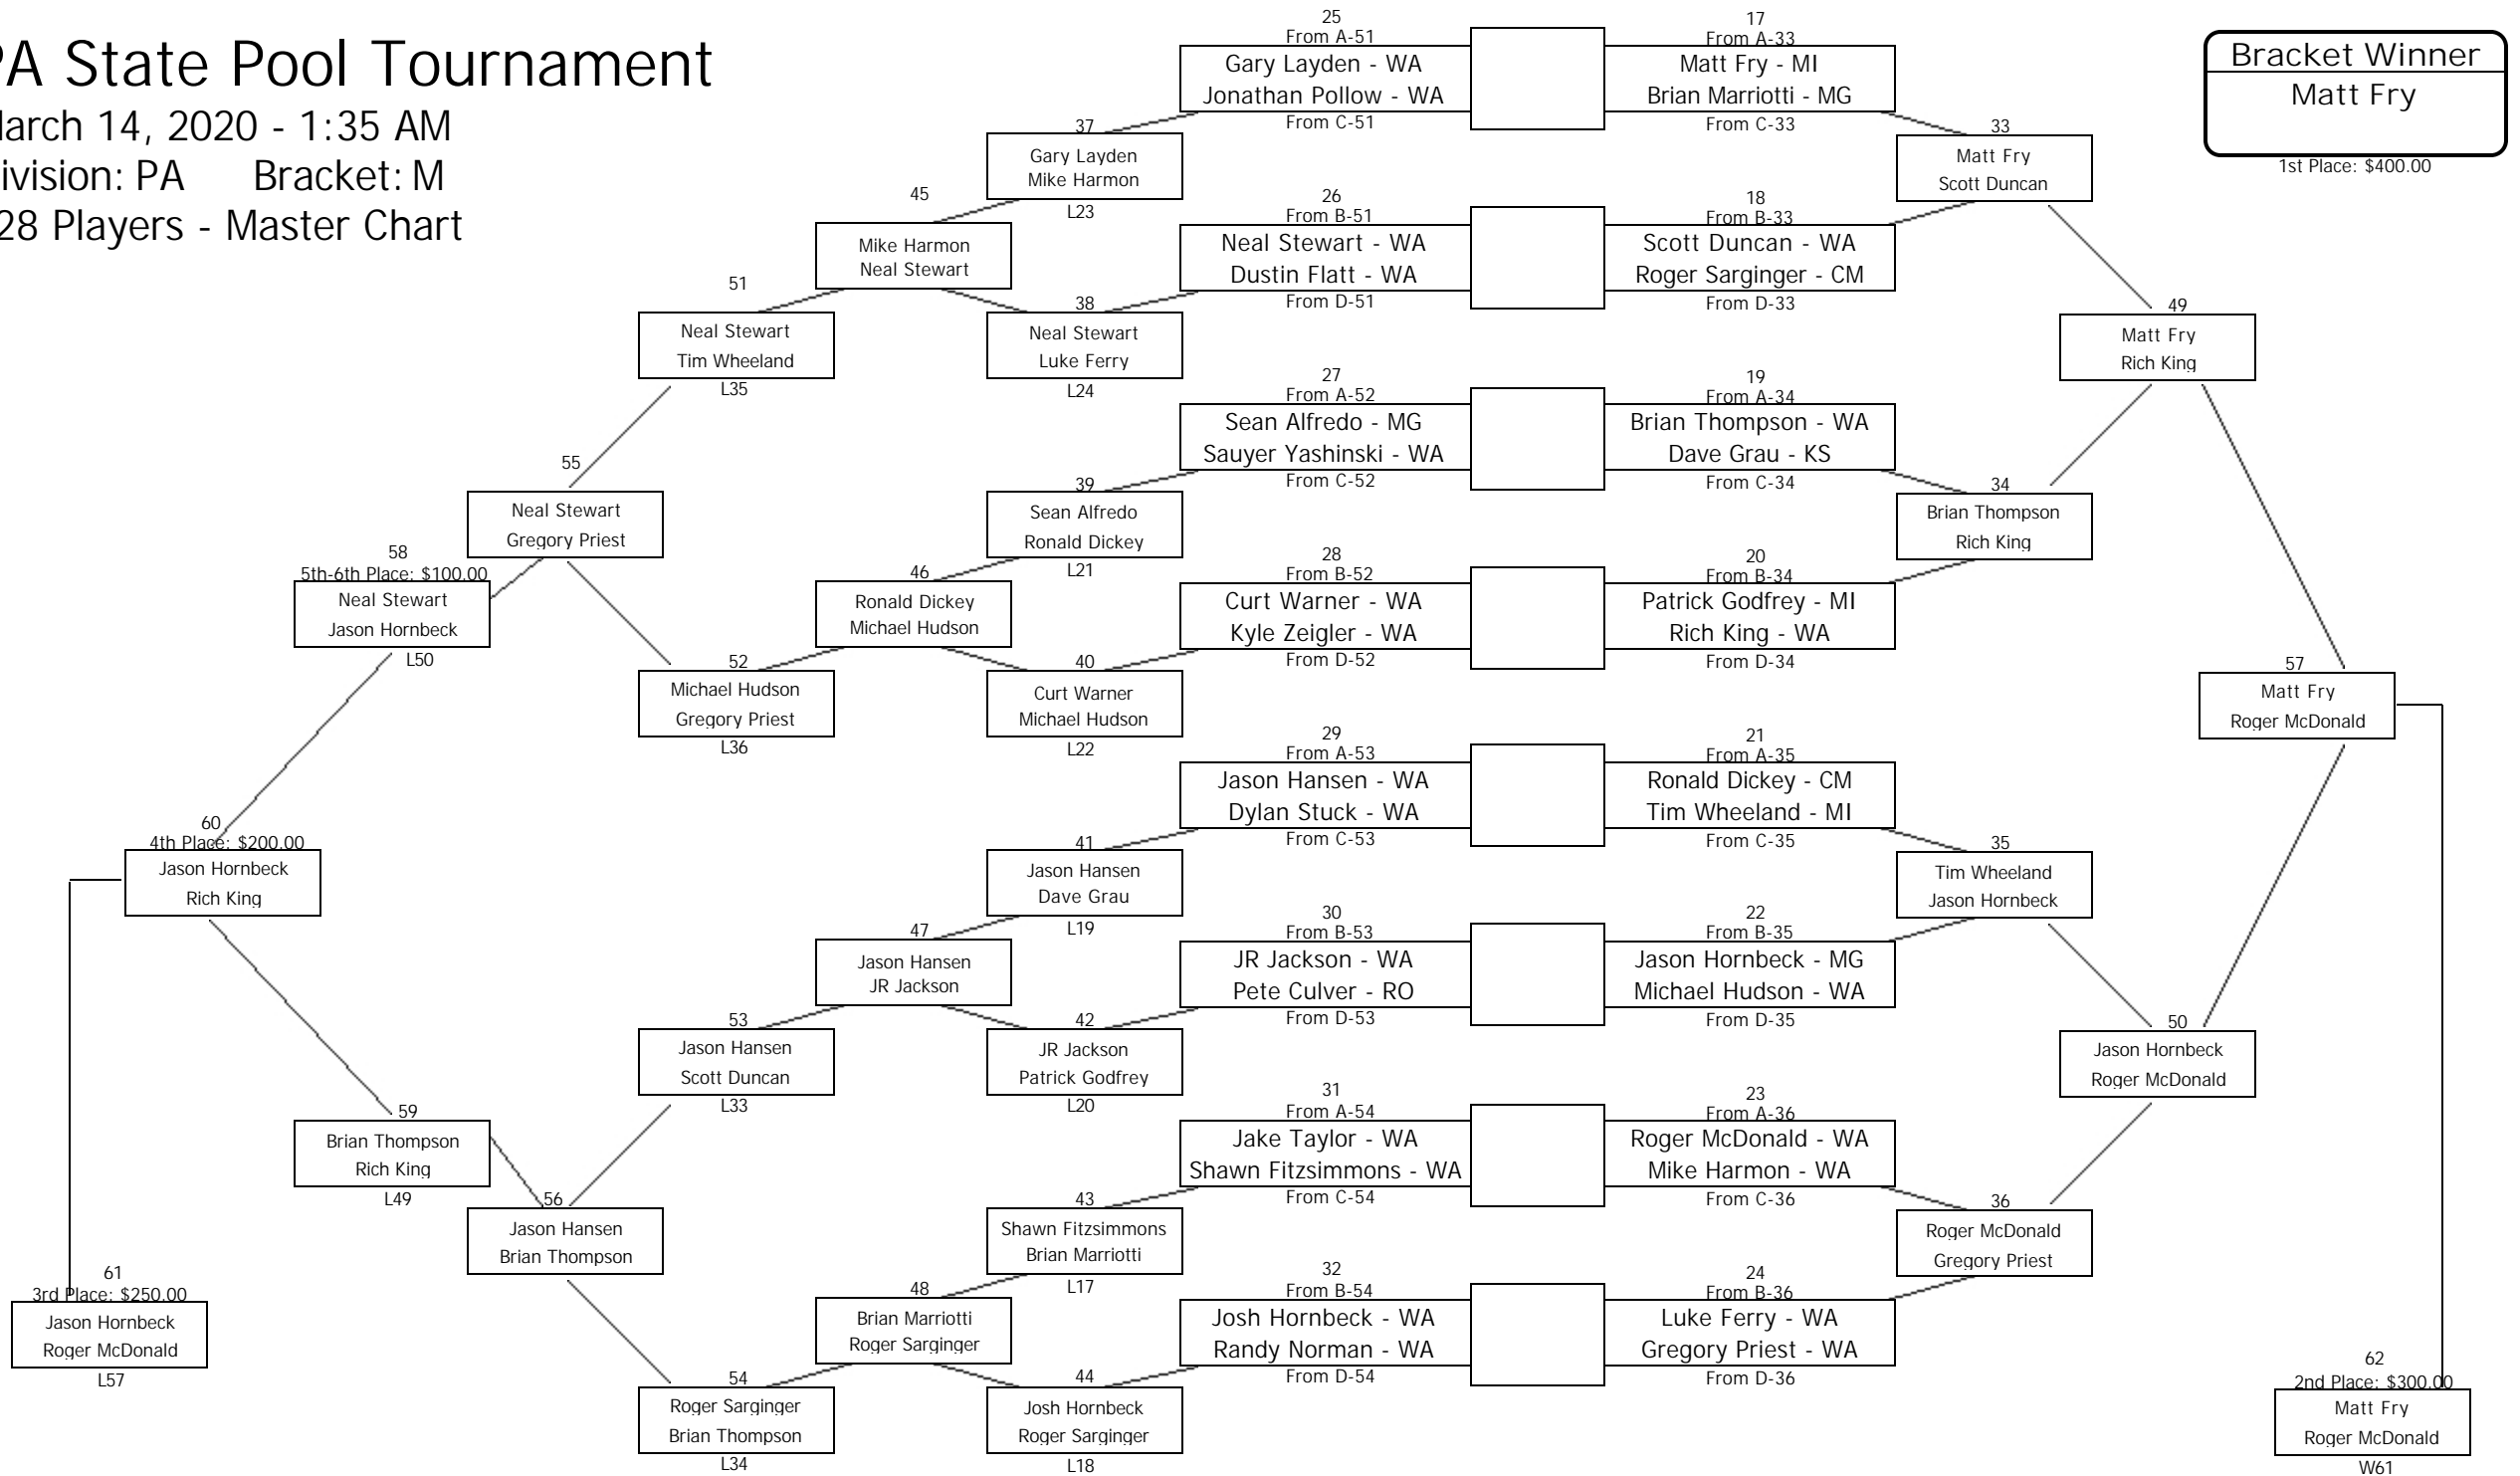 PA State Pool Tournament
March 14, 2020 - 1:35 AM
ivision: PA Bracket: M
28 Players - Master Chart
Bracket Winner
Matt Fry
1st Place: $400.00
25
From A-51
Gary Layden - WA
Jonathan Pollow - WA
From C-51
26
From B-51
Neal Stewart - WA
Dustin Flatt - WA
From D-51
27
From A-52
Sean Alfredo - MG
Sauyer Yashinski - WA
From C-52
28
From B-52
Curt Warner - WA
Kyle Zeigler - WA
From D-52
29
From A-53
Jason Hansen - WA
Dylan Stuck - WA
From C-53
30
From B-53
JR Jackson - WA
Pete Culver - RO
From D-53
31
From A-54
Jake Taylor - WA
Shawn Fitzsimmons - WA
From C-54
32
From B-54
Josh Hornbeck - WA
Randy Norman - WA
From D-54
17
From A-33
Matt Fry - MI
Brian Marriotti - MG
From C-33
18
From B-33
Scott Duncan - WA
Roger Sarginger - CM
From D-33
19
From A-34
Brian Thompson - WA
Dave Grau - KS
From C-34
20
From B-34
Patrick Godfrey - MI
Rich King - WA
From D-34
21
From A-35
Ronald Dickey - CM
Tim Wheeland - MI
From C-35
22
From B-35
Jason Hornbeck - MG
Michael Hudson - WA
From D-35
23
From A-36
Roger McDonald - WA
Mike Harmon - WA
From C-36
24
From B-36
Luke Ferry - WA
Gregory Priest - WA
From D-36
33
Matt Fry
Scott Duncan
34
Brian Thompson
Rich King
35
Tim Wheeland
Jason Hornbeck
36
Roger McDonald
Gregory Priest
49
Matt Fry
Rich King
50
Jason Hornbeck
Roger McDonald
57
Matt Fry
Roger McDonald
62
2nd Place: $300.00
Matt Fry
Roger McDonald
W61
37
Gary Layden
Mike Harmon
L23
38
Neal Stewart
Luke Ferry
L24
39
Sean Alfredo
Ronald Dickey
L21
40
Curt Warner
Michael Hudson
L22
41
Jason Hansen
Dave Grau
L19
42
JR Jackson
Patrick Godfrey
L20
43
Shawn Fitzsimmons
Brian Marriotti
L17
44
Josh Hornbeck
Roger Sarginger
L18
45
Mike Harmon
Neal Stewart
46
Ronald Dickey
Michael Hudson
47
Jason Hansen
JR Jackson
48
Brian Marriotti
Roger Sarginger
51
Neal Stewart
Tim Wheeland
L35
52
Michael Hudson
Gregory Priest
L36
53
Jason Hansen
Scott Duncan
L33
54
Roger Sarginger
Brian Thompson
L34
55
Neal Stewart
Gregory Priest
56
Jason Hansen
Brian Thompson
58
5th-6th Place: $100.00
Neal Stewart
Jason Hornbeck
L50
59
Brian Thompson
Rich King
L49
60
4th Place: $200.00
Jason Hornbeck
Rich King
61
3rd Place: $250.00
Jason Hornbeck
Roger McDonald
L57